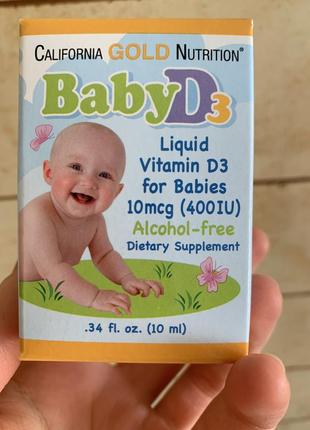 CALIFORNIA GOLD NUTRITION®
BabyD3
Liquid
Vitamin D3
for Babies
10mcg (400IU)
Alcohol-free
Dietary Supplement
.34 fl. oz. (10 ml)